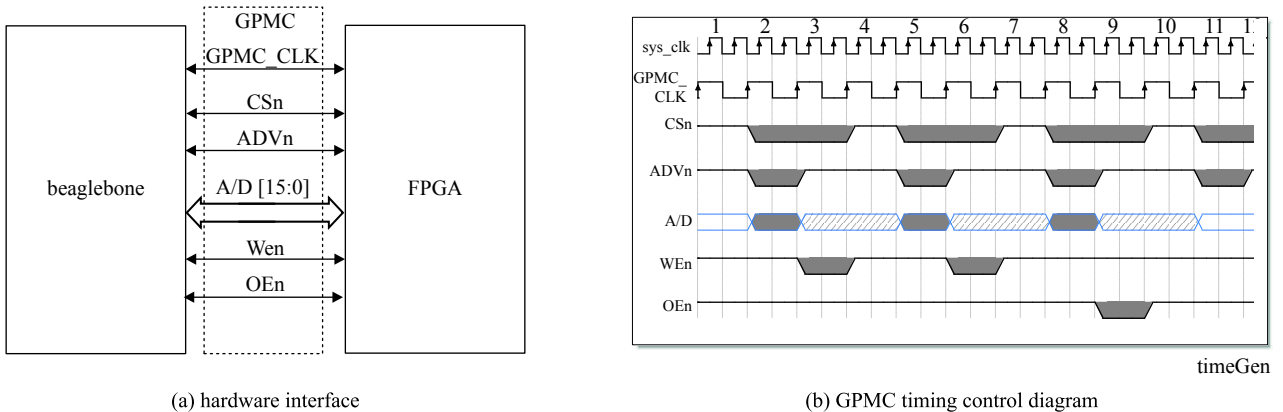 GPMC
GPMC_CLK
CSn
ADVn
beaglebone
A/D [15:0]
FPGA
Wen
OEn
(a) hardware interface
1 2 3 4 5 6 7 8 9 10 11
sys_clk
GPMC_
CLK
CSn
ADVn
A/D
WEn
OEn
timeGen
(b) GPMC timing control diagram